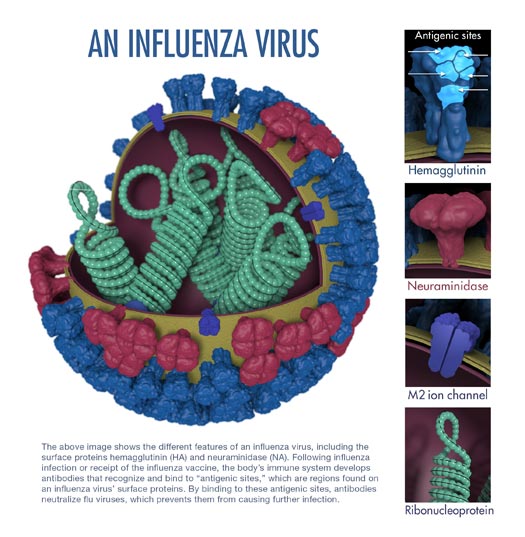 AN INFLUENZA VIRUS
Antigenic sites
Hemagglutinin
Neuraminidase
M2 ion channel
Ribonucleoprotein
The above image shows the different features of an influenza virus, including the
surface proteins hemagglutinin (HA) and neuraminidase (NA). Following influenza
infection or receipt of the influenza vaccine, the body's immune system develops
antibodies that recognize and bind to “antigenic sites,” which are regions found on
an influenza virus' surface proteins. By binding to these antigenic sites, antibodies
neutralize flu viruses, which prevents them from causing further infection.